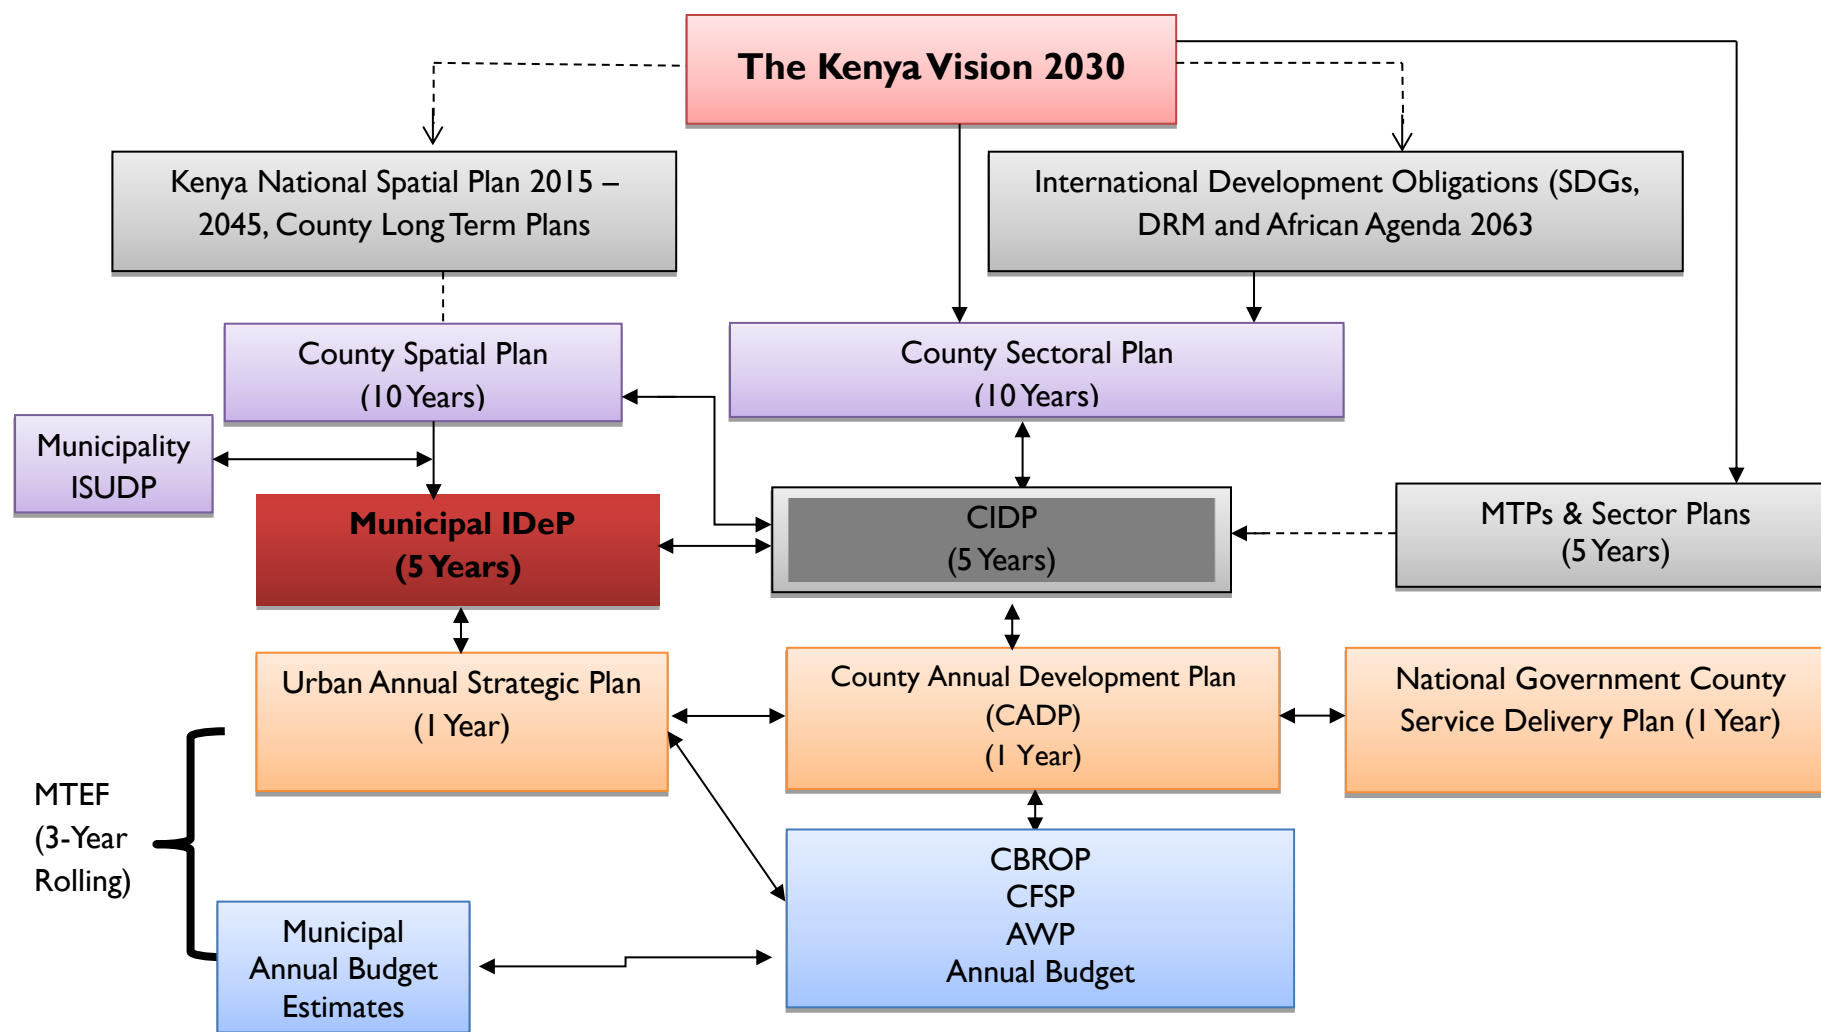 The Kenya Vision 2030
Kenya National Spatial Plan 2015 –
2045, County Long Term Plans
International Development Obligations (SDGs,
DRM and African Agenda 2063
County Spatial Plan
(10 Years)
County Sectoral Plan
(10 Years)
Municipality
ISUDP
Municipal IDeP
(5 Years)
CIDP
(5 Years)
MTPs & Sector Plans
(5 Years)
Urban Annual Strategic Plan
(1 Year)
County Annual Development Plan
(CADP)
(1 Year)
National Government County
Service Delivery Plan (1 Year)
MTEF
(3-Year
Rolling)
CBROP
CFSP
AWP
Annual Budget
Municipal
Annual Budget
Estimates